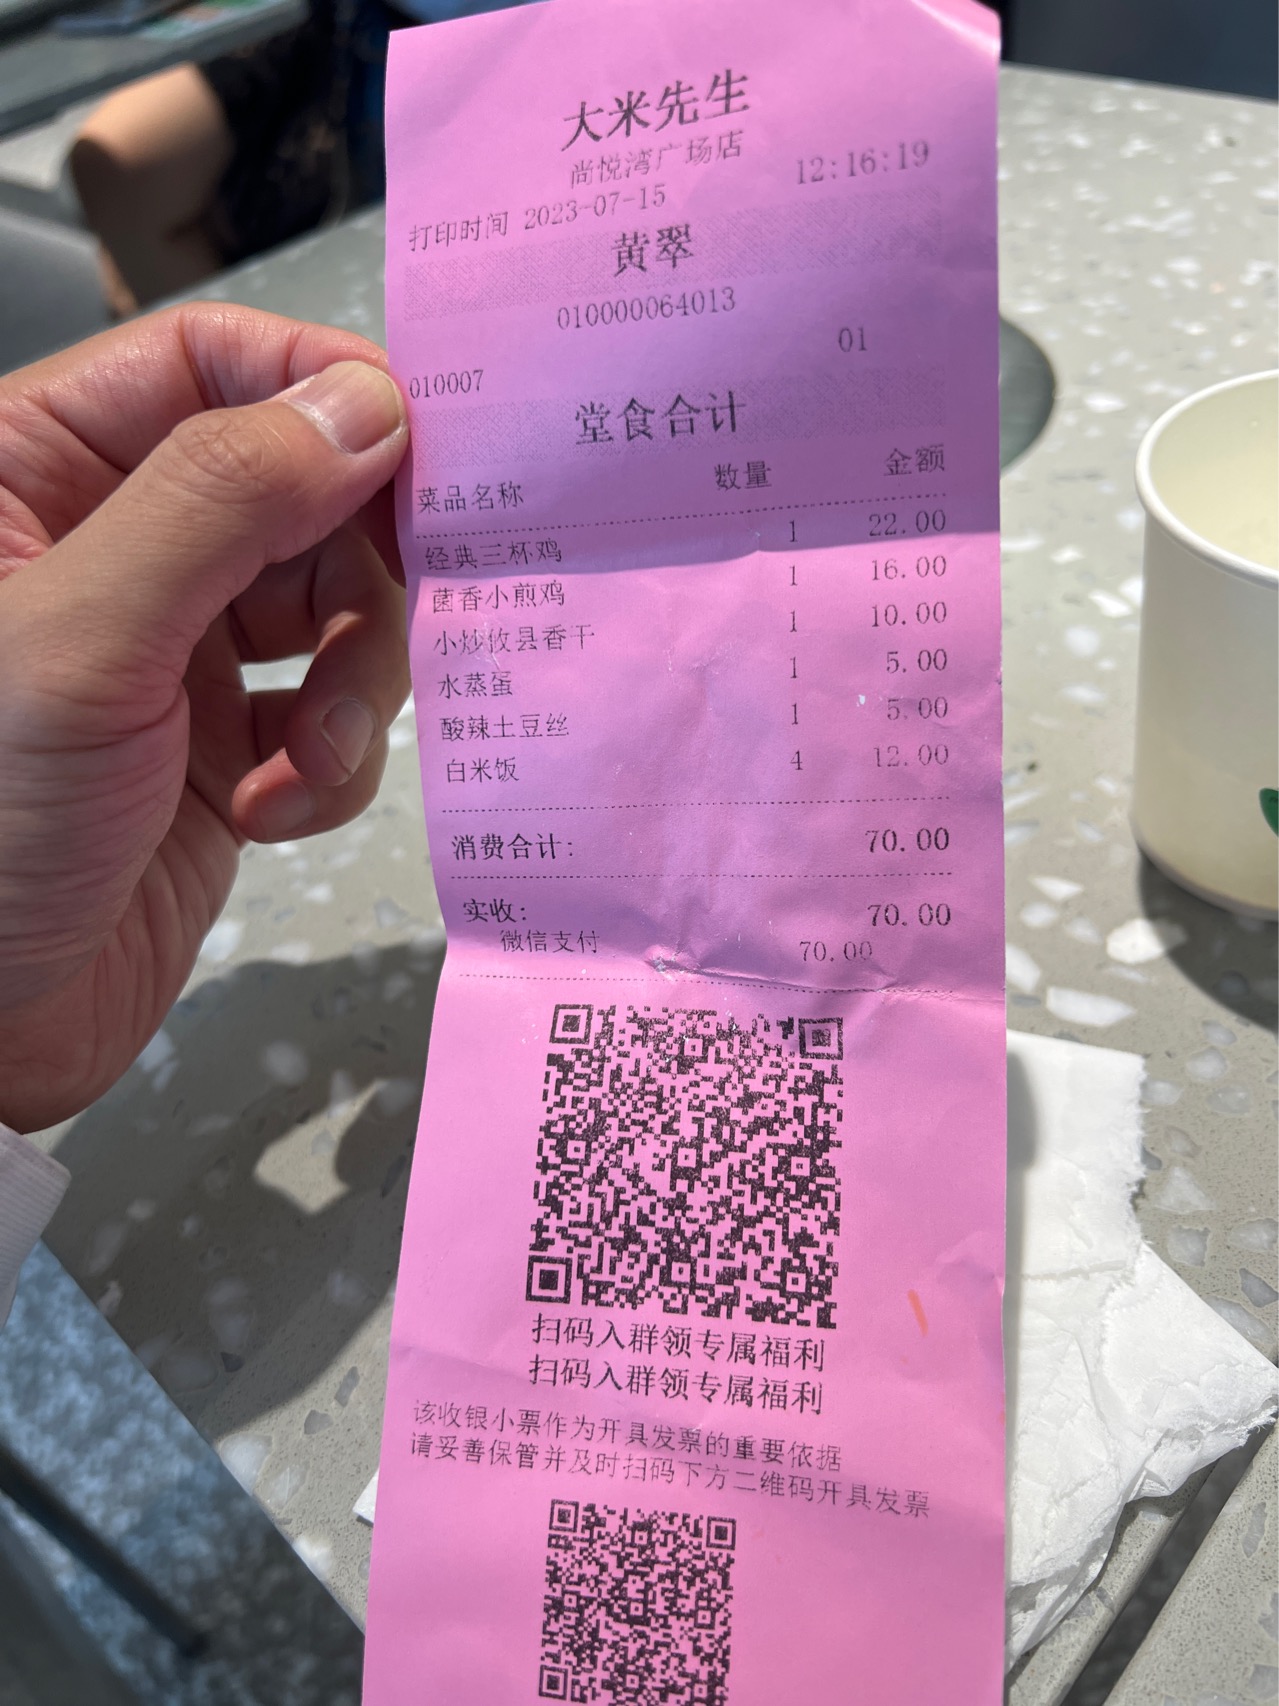 大米先生
尚悦湾广场店
打印时间 2023-07-15 12:16:19
黄翠
010000064013
010007 01
堂食合计
菜品名称 数量 金额
经典三杯鸡 1 22.00
菌香小煎鸡 1 16.00
小炒攸县香干 1 10.00
水蒸蛋 1 5.00
酸辣土豆丝 1 5.00
白米饭 4 12.00
消费合计: 70.00
实收: 70.00
微信支付 70.00
扫码入群领专属福利
扫码入群领专属福利
该收银小票作为开具发票的重要依据
请妥善保管并及时扫码下方二维码开具发票